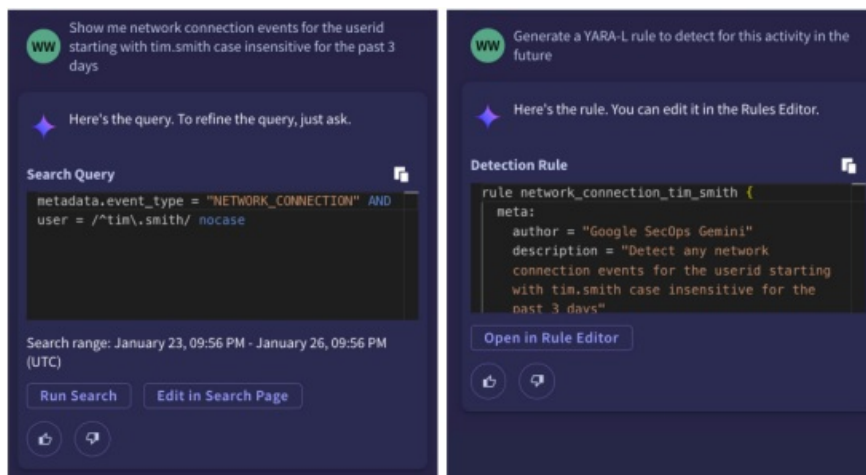 WW
Show me network connection events for the userid
starting with tim.smith case insensitive for the past 3
days
Here's the query. To refine the query, just ask.
Search Query
metadata.event_type = "NETWORK_CONNECTION" AND
user = /^tim\.smith/ nocase
Search range: January 23, 09:56 PM - January 26, 09:56 PM
(UTC)
Run Search
Edit in Search Page
WW
Generate a YARA-L rule to detect for this activity in the
future
Here's the rule. You can edit it in the Rules Editor.
Detection Rule
rule network_connection_tim_smith {
meta:
author = "Google SecOps Gemini"
description = "Detect any network
connection events for the userid starting
with tim.smith case insensitive for the
past 3 days"
Open in Rule Editor